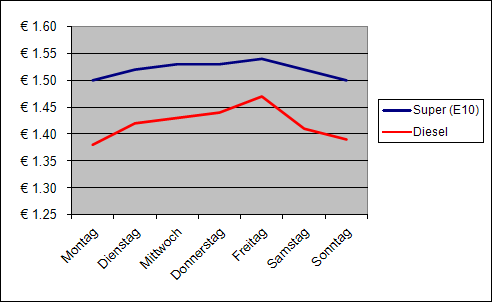 € 1.60
€ 1.55
€ 1.50
€ 1.45
€ 1.40
€ 1.35
€ 1.30
€ 1.25
Montag
Dienstag
Mittwoch
Donnerstag
Freitag
Samstag
Sonntag
Super (E10)
Diesel